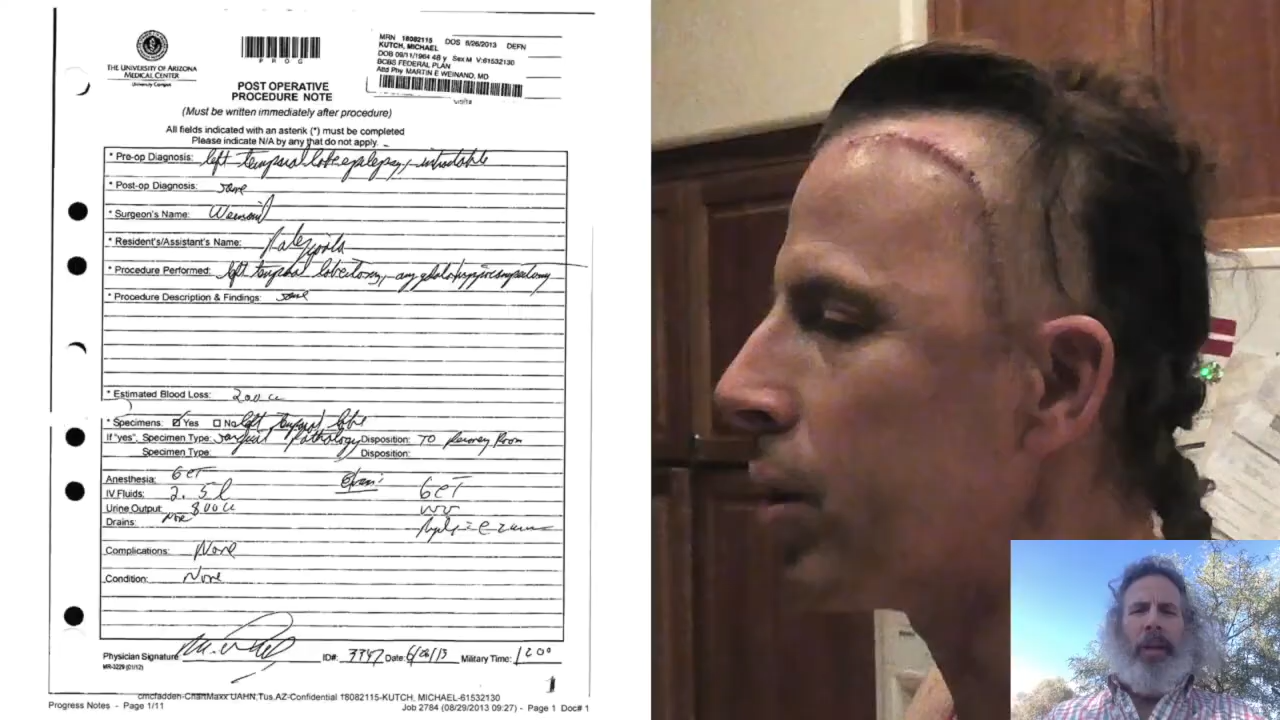 THE UNIVERSITY OF ARIZONA
MEDICAL CENTER
University Campus
P R O G
POST OPERATIVE
PROCEDURE NOTE
(Must be written immediately after procedure)
MRN 18082115 DOS 6/26/2013 DEFN
KUTCH, MICHAEL
DOB 09/11/1964 48 y Sex M V:61532130
BCBS FEDERAL PLAN
Attd Phy MARTIN E WEINAND, MD
All fields indicated with an asterik (*) must be completed
Please indicate N/A by any that do not apply.
* Pre-op Diagnosis: left temporal lobe epilepsy, intractable
* Post-op Diagnosis: same
* Surgeon's Name: Weinand
* Resident's/Assistant's Name:
* Procedure Performed: left temporal lobectomy, amygdalohippocampectomy
* Procedure Description & Findings: same
* Estimated Blood Loss: 200 cc
* Specimens: Yes No left temporal lobe
If "yes", Specimen Type: Surgical Pathology Disposition: TO Recovery Room
Specimen Type: Disposition:
Anesthesia: GET
IV Fluids: 2.5 l GET
Urine Output: 800 cc
Drains: None
Complications: None
Condition: None
Physician Signature ID#: 3747 Date: 6/26/13 Military Time: 1200
MR-3229 (01/12)
1
cmcfadden-ChartMaxx UAHN,Tus,AZ-Confidential 18082115-KUTCH, MICHAEL-61532130
Progress Notes - Page 1/11 Job 2784 (08/29/2013 09:27) - Page 1 Doc# 1